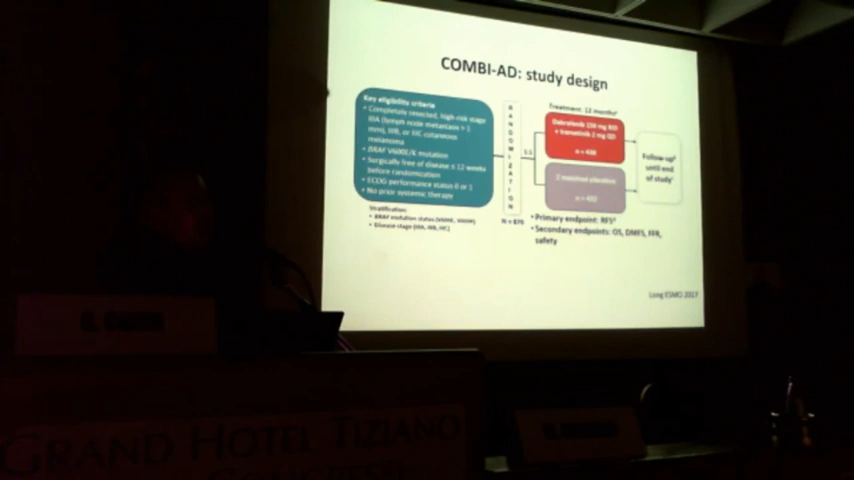 COMBI-AD: study design
Key eligibility criteria
• Completely resected, high-risk stage
IIIA (lymph node metastasis > 1
mm), IIIB, or IIIC cutaneous
melanoma
• BRAF V600E/K mutation
• Surgically free of disease ≤ 12 weeks
before randomization
• ECOG performance status 0 or 1
• No prior systemic therapy
Stratification:
• BRAF mutation status (V600E, V600K)
• Disease stage (IIIA, IIIB, IIIC)
RANDOMIZATION
N = 870
1:1
Treatment: 12 months
Dabrafenib 150 mg BID
+ trametinib 2 mg QD
n = 438
2 matched placebos
n = 432
Follow-up
until end
of study
• Primary endpoint: RFS
• Secondary endpoints: OS, DMFS, FFR,
safety
Long ESMO 2017
GRAND HOTEL TIZIANO